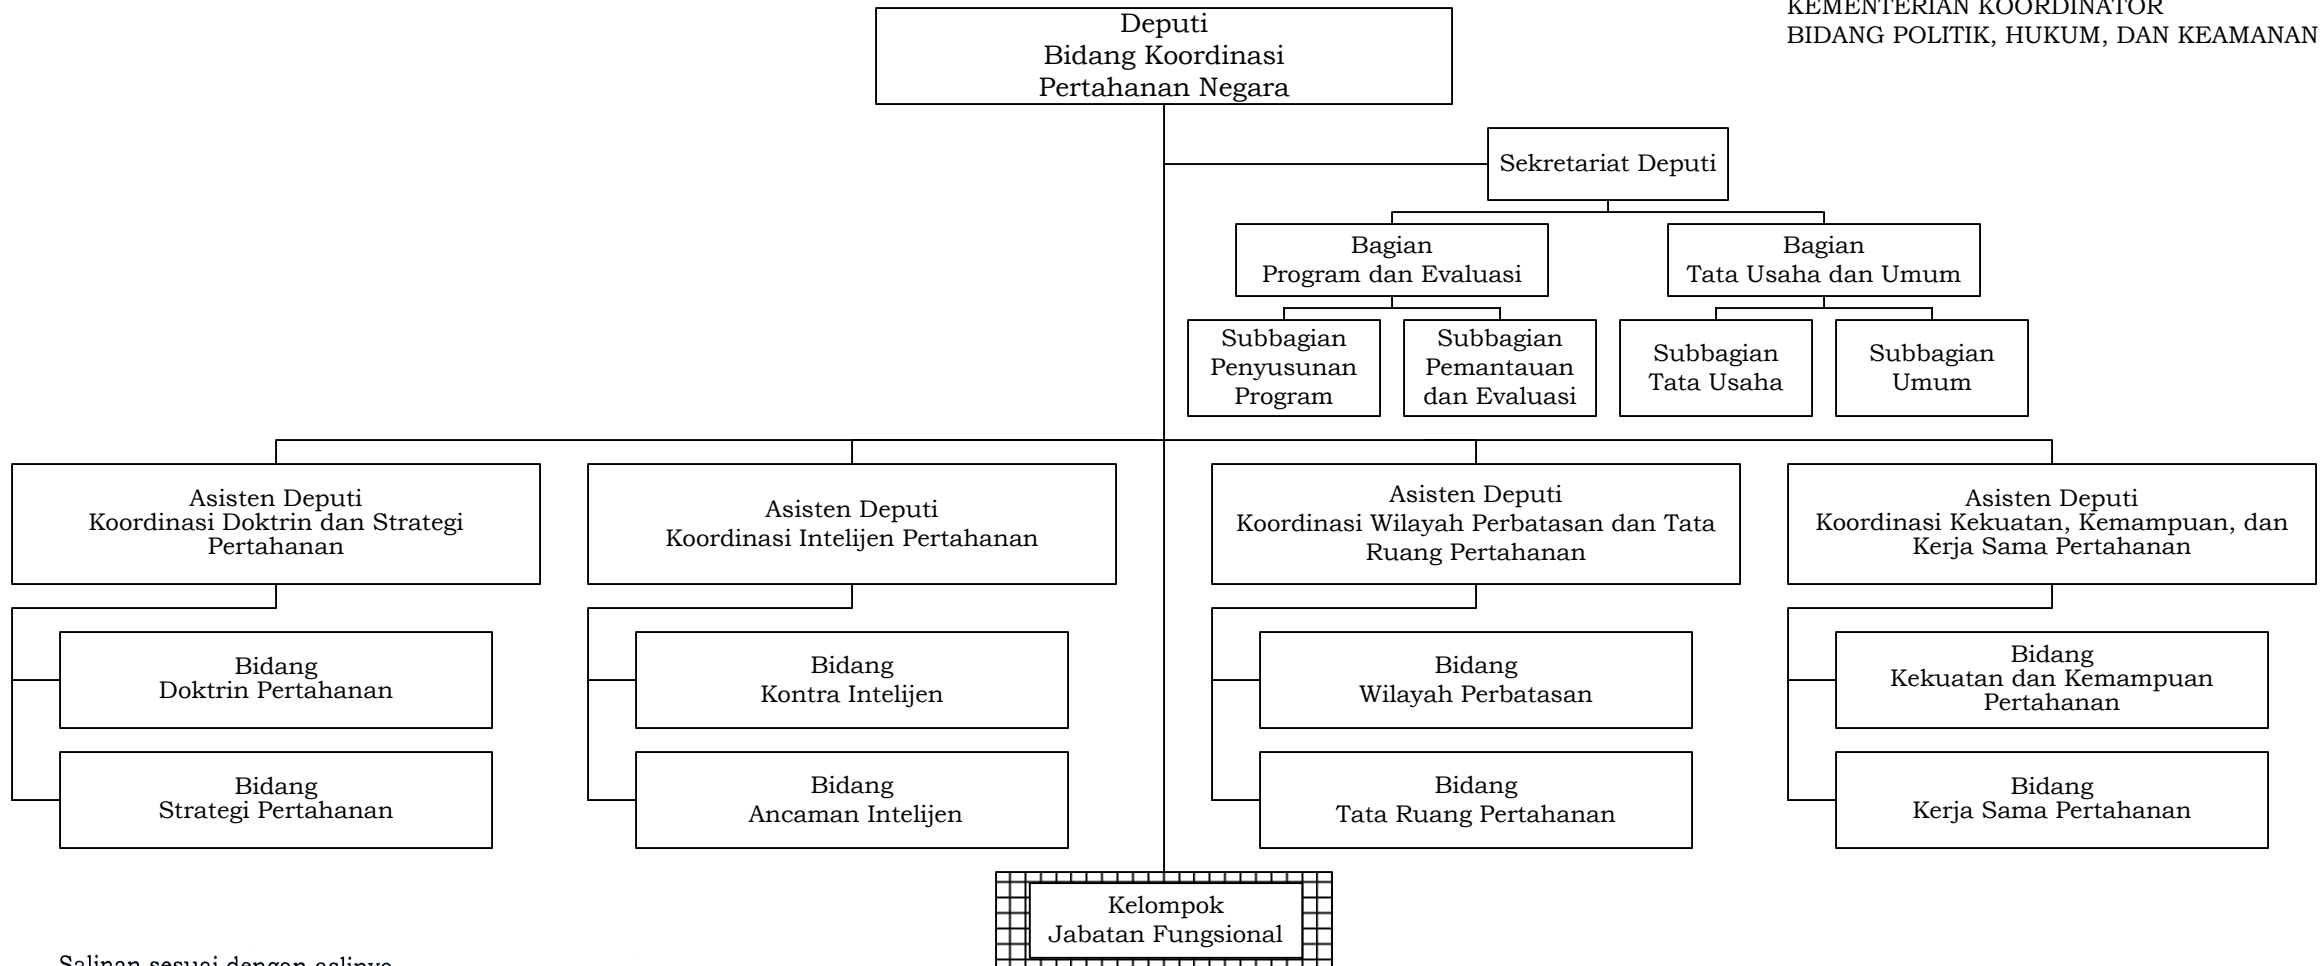 KEMENTERIAN KOORDINATOR
BIDANG POLITIK, HUKUM, DAN KEAMANAN
Deputi
Bidang Koordinasi
Pertahanan Negara
Sekretariat Deputi
Bagian
Program dan Evaluasi
Bagian
Tata Usaha dan Umum
Subbagian
Penyusunan
Program
Subbagian
Pemantauan
dan Evaluasi
Subbagian
Tata Usaha
Subbagian
Umum
Asisten Deputi
Koordinasi Doktrin dan Strategi
Pertahanan
Asisten Deputi
Koordinasi Intelijen Pertahanan
Asisten Deputi
Koordinasi Wilayah Perbatasan dan Tata
Ruang Pertahanan
Asisten Deputi
Koordinasi Kekuatan, Kemampuan, dan
Kerja Sama Pertahanan
Bidang
Doktrin Pertahanan
Bidang
Kontra Intelijen
Bidang
Wilayah Perbatasan
Bidang
Kekuatan dan Kemampuan
Pertahanan
Bidang
Strategi Pertahanan
Bidang
Ancaman Intelijen
Bidang
Tata Ruang Pertahanan
Bidang
Kerja Sama Pertahanan
Kelompok
Jabatan Fungsional
Salinan sesuai dengan aslinya